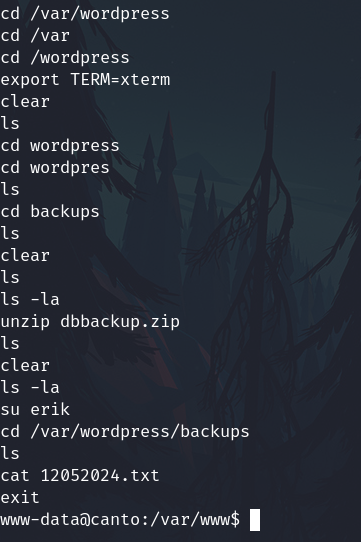 cd /var/wordpress
cd /var
cd /wordpress
export TERM=xterm
clear
ls
cd wordpress
cd wordpres
ls
cd backups
ls
clear
ls
ls -la
unzip dbbackup.zip
ls
clear
ls -la
su erik
cd /var/wordpress/backups
ls
cat 12052024.txt
exit
www-data@canto:/var/www$